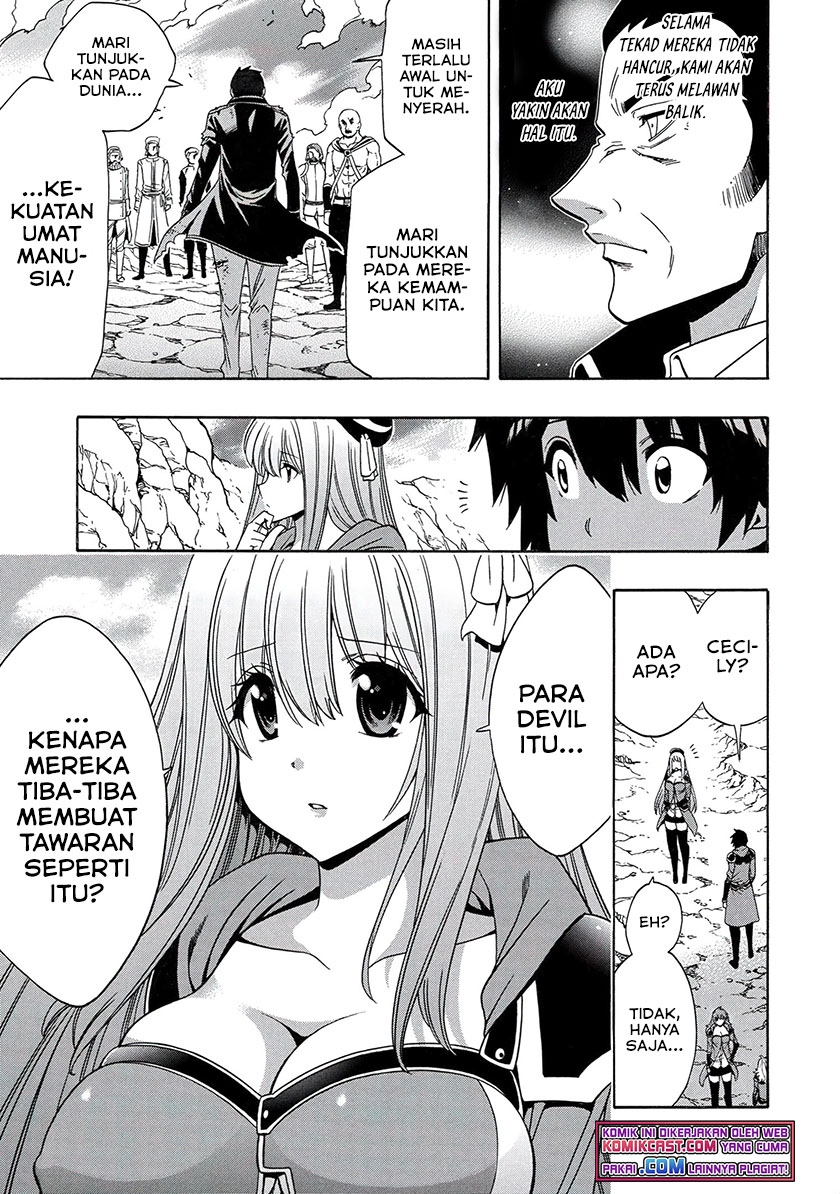 SELAMA
TEKAD MEREKA TIDAK
HANCUR, KAMI AKAN
TERUS MELAWAN
BALIK.
AKU
YAKIN AKAN
HAL ITU.
MASIH
TERLALU
AWAL UN-
TUK ME-
NYERAH.
MARI
TUNJUKKAN
PADA MERE-
KA KEMAM-
PUAN KITA.
MARI
TUNJUK-
KAN PADA
DUNIA...
...KE-
KUATAN
UMAT
MANU-
SIA!
CECI-
LY?
ADA
APA?
EH?
TIDAK,
HANYA
SAJA...
PARA
DEVIL
ITU...
...
KENAPA
MEREKA
TIBA-TIBA
MEMBUAT
TAWARAN
SEPERTI
ITU?
KOMIK INI DIKERJAKAN OLEH WEB
KOMIKCAST.COM YANG CUMA
PAKAI .COM LAINNYA PLAGIAT!